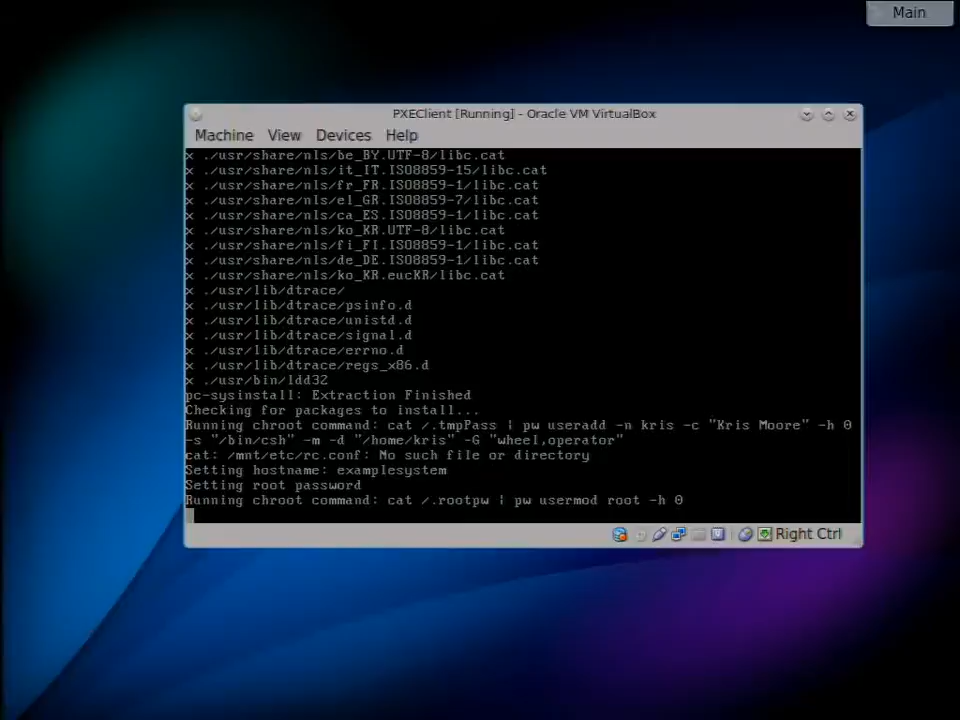 Main
PXEClient [Running] - Oracle VM VirtualBox
Machine View Devices Help
x ./usr/share/nls/be_BY.UTF-8/libc.cat
x ./usr/share/nls/it_IT.ISO8859-15/libc.cat
x ./usr/share/nls/fr_FR.ISO8859-1/libc.cat
x ./usr/share/nls/el_GR.ISO8859-7/libc.cat
x ./usr/share/nls/ca_ES.ISO8859-1/libc.cat
x ./usr/share/nls/ko_KR.UTF-8/libc.cat
x ./usr/share/nls/fi_FI.ISO8859-1/libc.cat
x ./usr/share/nls/de_DE.ISO8859-1/libc.cat
x ./usr/share/nls/ko_KR.eucKR/libc.cat
x ./usr/lib/dtrace/
x ./usr/lib/dtrace/psinfo.d
x ./usr/lib/dtrace/unistd.d
x ./usr/lib/dtrace/signal.d
x ./usr/lib/dtrace/errno.d
x ./usr/lib/dtrace/regs_x86.d
x ./usr/bin/ldd32
pc-sysinstall: Extraction Finished
Checking for packages to install...
Running chroot command: cat /.tmpPass | pw useradd -n kris -c "Kris Moore" -h 0
-s "/bin/csh" -m -d "/home/kris" -G "wheel,operator"
cat: /mnt/etc/rc.conf: No such file or directory
Setting hostname: examplesystem
Setting root password
Running chroot command: cat /.rootpw | pw usermod root -h 0
Right Ctrl